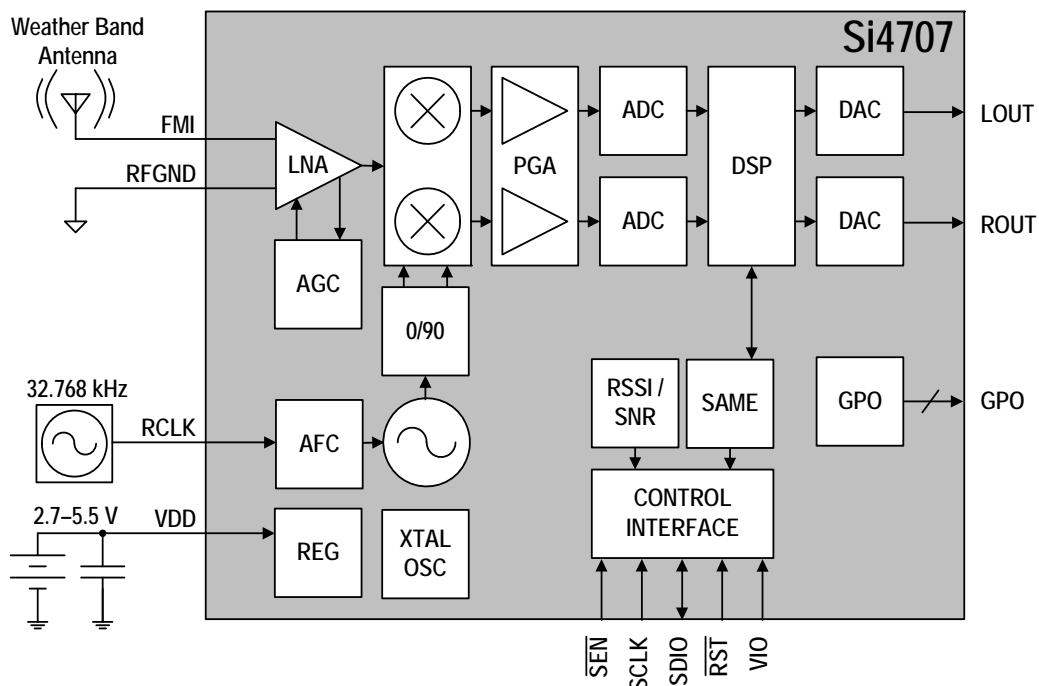 Si4707
Weather Band
Antenna
FMI
RFGND
LNA
AGC
0/90
PGA
ADC
ADC
DSP
DAC
DAC
LOUT
ROUT
32.768 kHz
RCLK
AFC
RSSI /
SNR
SAME
GPO
GPO
2.7–5.5 V
VDD
REG
XTAL
OSC
CONTROL
INTERFACE
SEN
SCLK
SDIO
RST
VIO